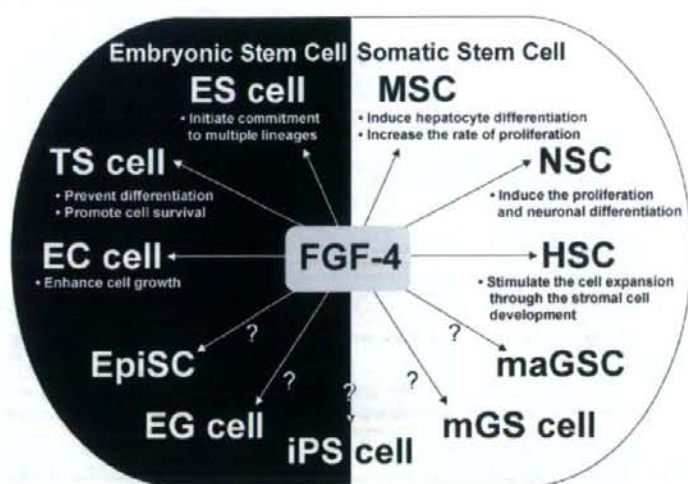 Embryonic Stem Cell Somatic Stem Cell
ES cell
• Initiate commitment
to multiple lineages
MSC
• Induce hepatocyte differentiation
• Increase the rate of proliferation
TS cell
• Prevent differentiation
• Promote cell survival
NSC
• Induce the proliferation
and neuronal differentiation
EC cell
• Enhance cell growth
FGF-4
HSC
• Stimulate the cell expansion
through the stromal cell
development
?
EpiSC
?
EG cell
?
iPS cell
?
mGS cell
?
maGSC